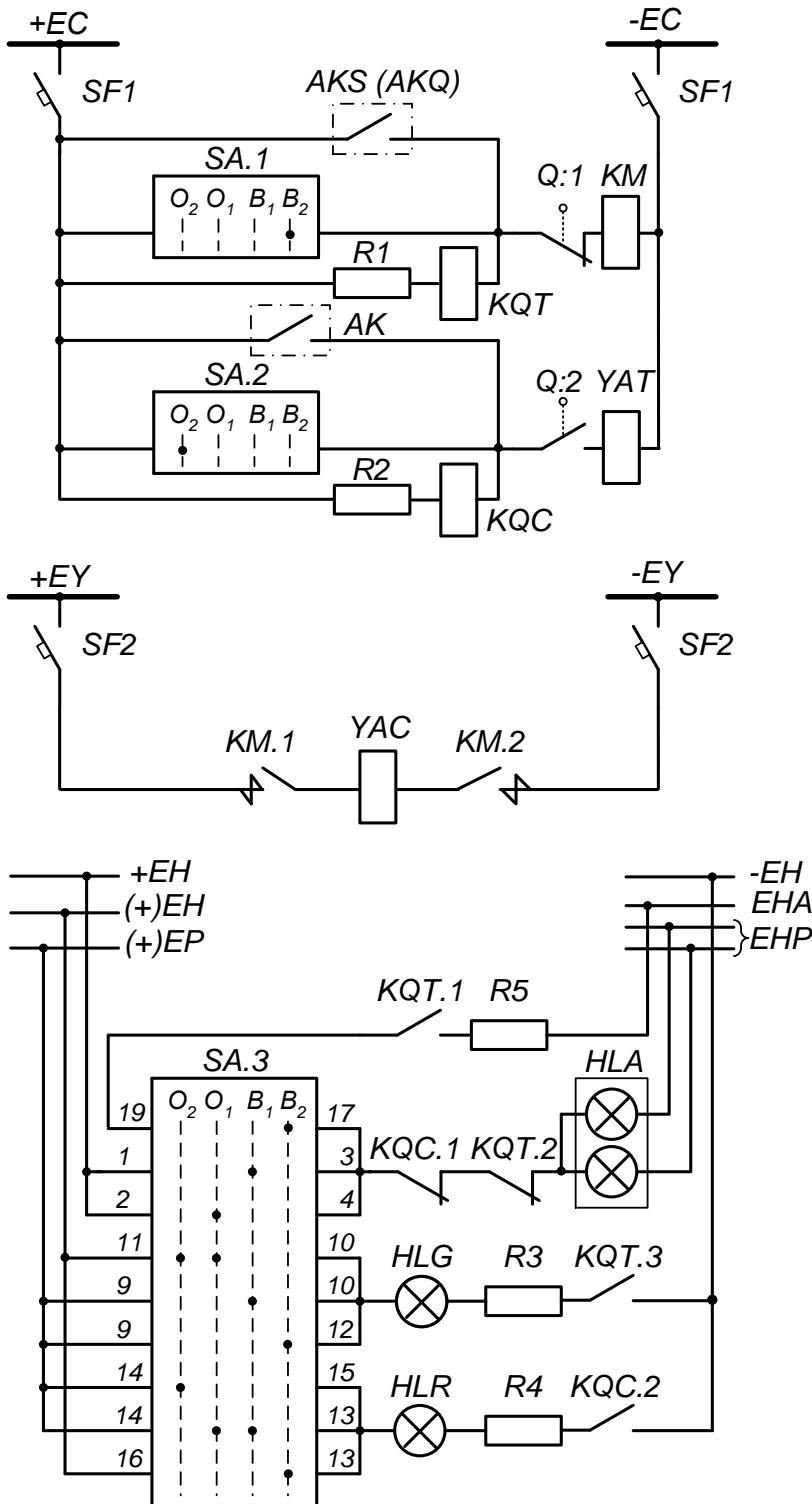 +EC -EC
SF1 SF1
AKS (AKQ)
SA.1 Q:1 KM
O₂ O₁ B₁ B₂
R1
KQT
AK
SA.2 Q:2 YAT
O₂ O₁ B₁ B₂
R2
KQC
+EY -EY
SF2 SF2
KM.1 YAC KM.2
+EH -EH
(+)EH EHA
(+)EP EHP
KQT.1 R5
SA.3 HLA
19 O₂ O₁ B₁ B₂ 17
1 3 KQC.1 KQT.2
2 4
11 10
HLG R3 KQT.3
9 10
9 12
14 15
HLR R4 KQC.2
14 13
16 13